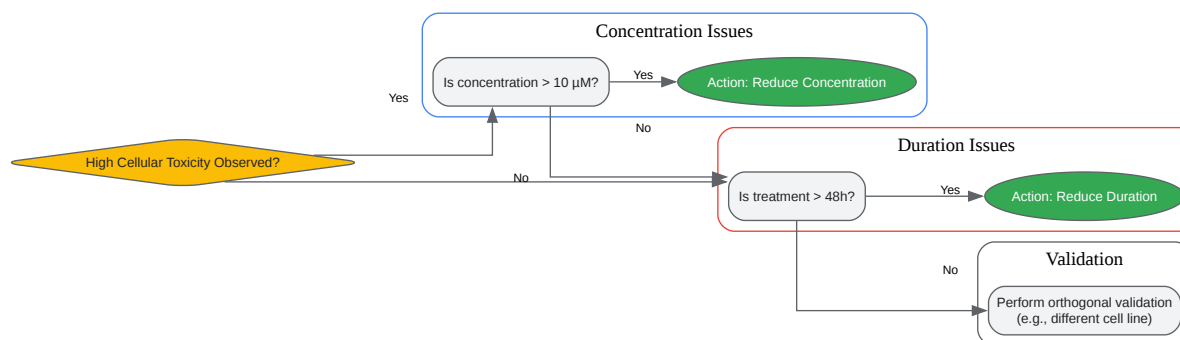 Concentration Issues
Is concentration > 10 µM?
Yes
Action: Reduce Concentration
Yes
No
High Cellular Toxicity Observed?
No
Duration Issues
Is treatment > 48h?
Yes
Action: Reduce Duration
No
Validation
Perform orthogonal validation
(e.g., different cell line)